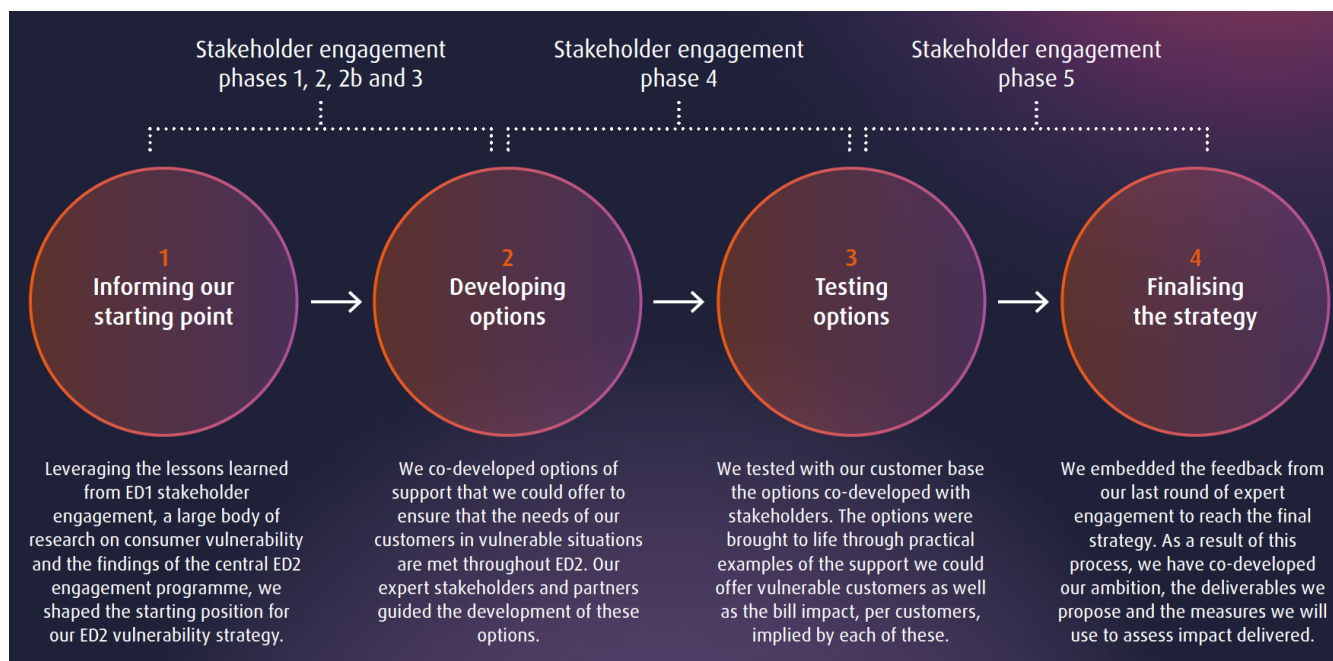 Stakeholder engagement
phases 1, 2, 2b and 3
Stakeholder engagement
phase 4
Stakeholder engagement
phase 5
1
Informing our
starting point
2
Developing
options
3
Testing
options
4
Finalising
the strategy
Leveraging the lessons learned
from ED1 stakeholder
engagement, a large body of
research on consumer vulnerability
and the findings of the central ED2
engagement programme, we
shaped the starting position for
our ED2 vulnerability strategy.
We co-developed options of
support that we could offer to
ensure that the needs of our
customers in vulnerable situations
are met throughout ED2. Our
expert stakeholders and partners
guided the development of these
options.
We tested with our customer base
the options co-developed with
stakeholders. The options were
brought to life through practical
examples of the support we could
offer vulnerable customers as well
as the bill impact, per customers,
implied by each of these.
We embedded the feedback from
our last round of expert
engagement to reach the final
strategy. As a result of this
process, we have co-developed
our ambition, the deliverables we
propose and the measures we will
use to assess impact delivered.